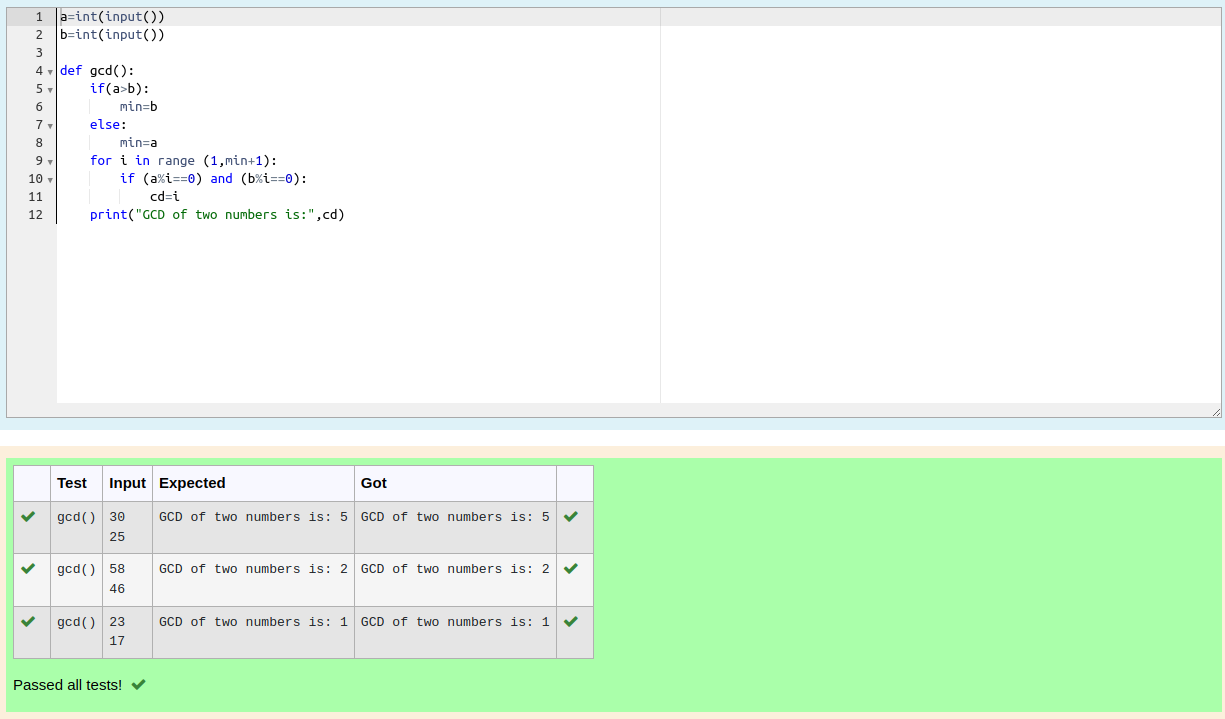 1 a=int(input())
2 b=int(input())
3
4 def gcd():
5     if(a>b):
6         min=b
7     else:
8         min=a
9     for i in range (1,min+1):
10         if (a%i==0) and (b%i==0):
11             cd=i
12     print("GCD of two numbers is:",cd)
Test Input Expected Got
gcd() 30 GCD of two numbers is: 5 GCD of two numbers is: 5
25
gcd() 58 GCD of two numbers is: 2 GCD of two numbers is: 2
46
gcd() 23 GCD of two numbers is: 1 GCD of two numbers is: 1
17
Passed all tests!